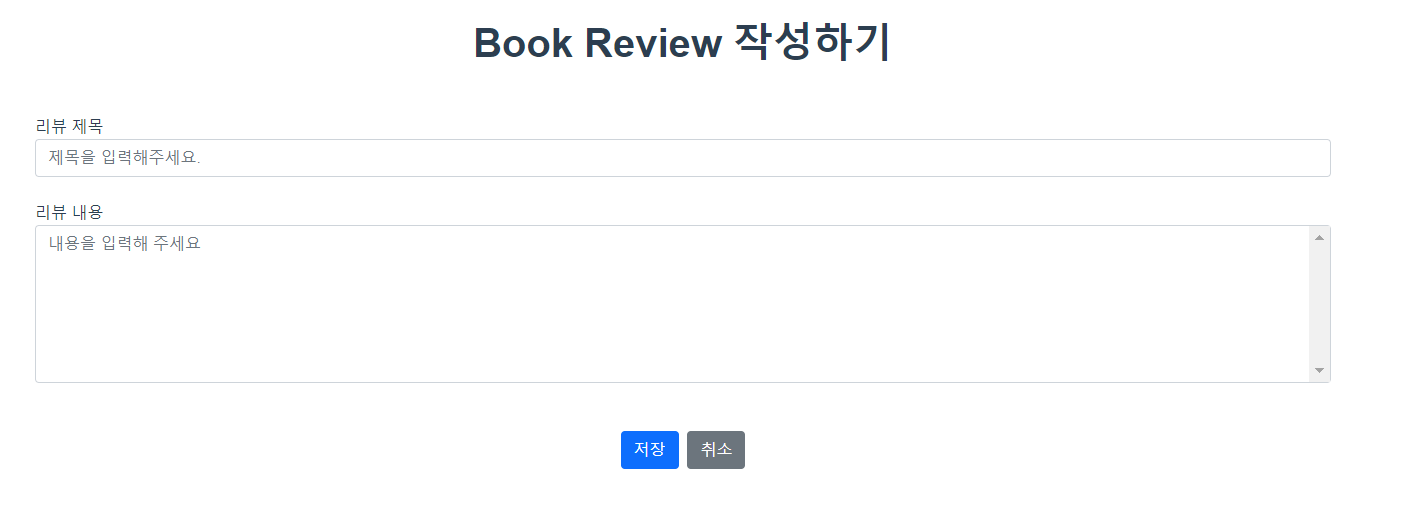 Book Review 작성하기
리뷰 제목
제목을 입력해주세요.
리뷰 내용
내용을 입력해 주세요
저장 취소